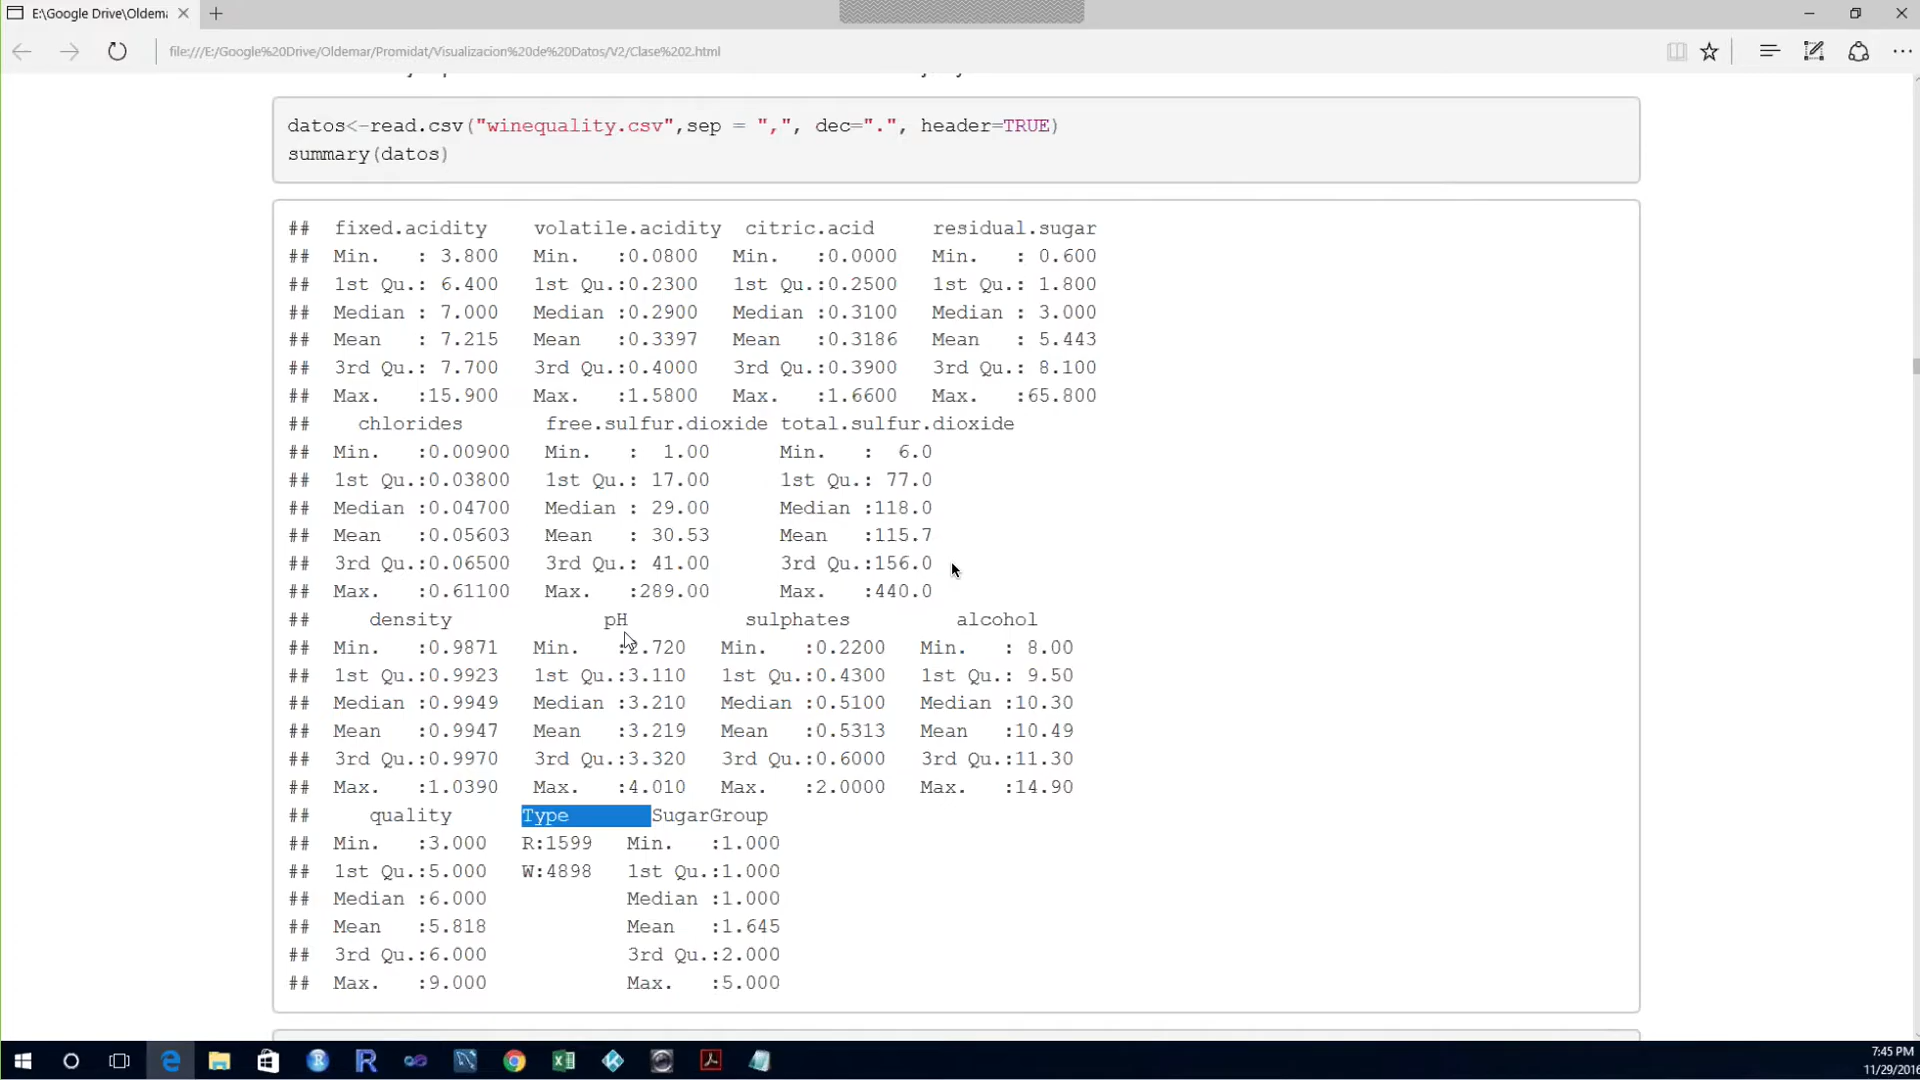 E:\Google Drive\Oldema
file:///E:/Google%20Drive/Oldemar/Promidat/Visualizacion%20de%20Datos/V2/Clase%202.html
datos<-read.csv("winequality.csv",sep = ",", dec=".", header=TRUE)
summary(datos)
## fixed.acidity volatile.acidity citric.acid residual.sugar
## Min. : 3.800 Min. :0.0800 Min. :0.0000 Min. : 0.600
## 1st Qu.: 6.400 1st Qu.:0.2300 1st Qu.:0.2500 1st Qu.: 1.800
## Median : 7.000 Median :0.2900 Median :0.3100 Median : 3.000
## Mean : 7.215 Mean :0.3397 Mean :0.3186 Mean : 5.443
## 3rd Qu.: 7.700 3rd Qu.:0.4000 3rd Qu.:0.3900 3rd Qu.: 8.100
## Max. :15.900 Max. :1.5800 Max. :1.6600 Max. :65.800
## chlorides free.sulfur.dioxide total.sulfur.dioxide
## Min. :0.00900 Min. : 1.00 Min. : 6.0
## 1st Qu.:0.03800 1st Qu.: 17.00 1st Qu.: 77.0
## Median :0.04700 Median : 29.00 Median :118.0
## Mean :0.05603 Mean : 30.53 Mean :115.7
## 3rd Qu.:0.06500 3rd Qu.: 41.00 3rd Qu.:156.0
## Max. :0.61100 Max. :289.00 Max. :440.0
## density pH sulphates alcohol
## Min. :0.9871 Min. :2.720 Min. :0.2200 Min. : 8.00
## 1st Qu.:0.9923 1st Qu.:3.110 1st Qu.:0.4300 1st Qu.: 9.50
## Median :0.9949 Median :3.210 Median :0.5100 Median :10.30
## Mean :0.9947 Mean :3.219 Mean :0.5313 Mean :10.49
## 3rd Qu.:0.9970 3rd Qu.:3.320 3rd Qu.:0.6000 3rd Qu.:11.30
## Max. :1.0390 Max. :4.010 Max. :2.0000 Max. :14.90
## quality Type SugarGroup
## Min. :3.000 R:1599 Min. :1.000
## 1st Qu.:5.000 W:4898 1st Qu.:1.000
## Median :6.000 Median :1.000
## Mean :5.818 Mean :1.645
## 3rd Qu.:6.000 3rd Qu.:2.000
## Max. :9.000 Max. :5.000
7:45 PM
11/29/2016